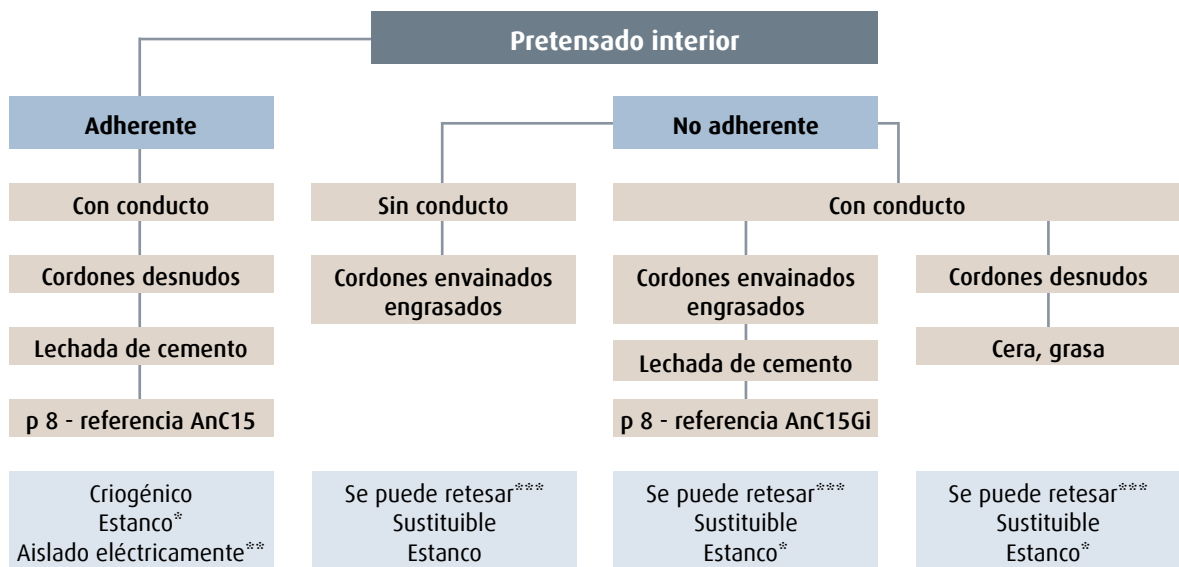 Pretensado interior
Adherente
No adherente
Con conducto
Sin conducto
Con conducto
Cordones desnudos
Cordones envainados
engrasados
Cordones envainados
engrasados
Cordones desnudos
Lechada de cemento
Lechada de cemento
Cera, grasa
p 8 - referencia AnC15
p 8 - referencia AnC15Gi
Criogénico
Estanco*
Aislado eléctricamente**
Se puede retesar***
Sustituible
Estanco
Se puede retesar***
Sustituible
Estanco*
Se puede retesar***
Sustituible
Estanco*